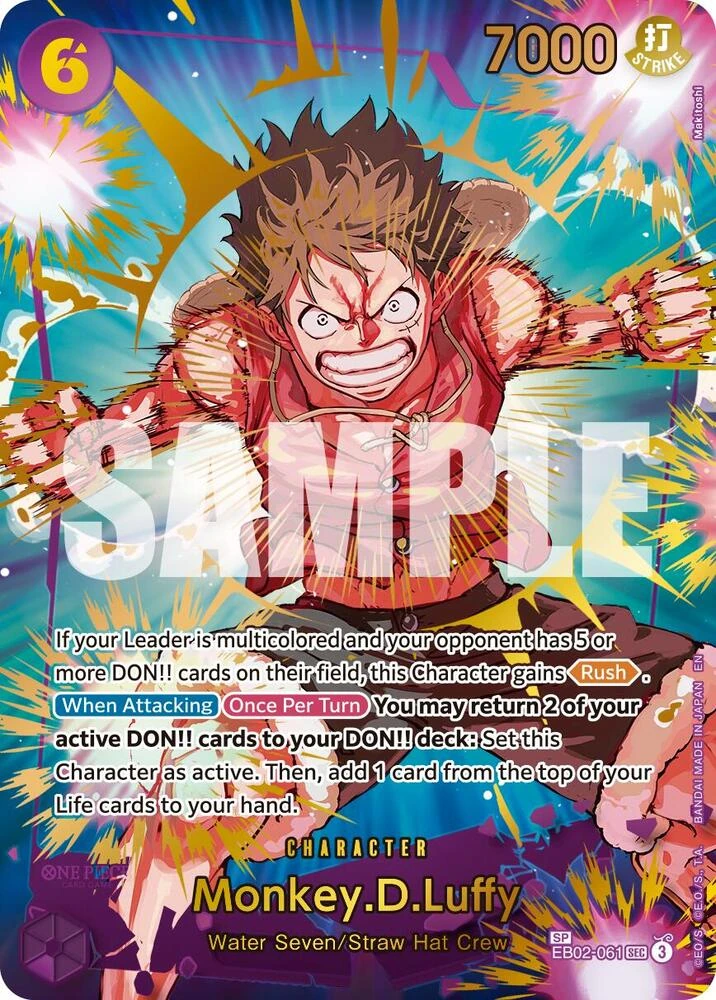 6
7000
打
STRIKE
Makitoshi
SAMPLE
If your Leader is multicolored and your opponent has 5 or
more DON!! cards on their field, this Character gains Rush.
When Attacking Once Per Turn You may return 2 of your
active DON!! cards to your DON!! deck: Set this
Character as active. Then, add 1 card from the top of your
Life cards to your hand.
CHARACTER
ONE PIECE
CARD GAME
Monkey.D.Luffy
Water Seven/Straw Hat Crew
SP
EB02-061 SEC 3
©E.O./S. ©E.O./S., T.A. BANDAI MADE IN JAPAN EN